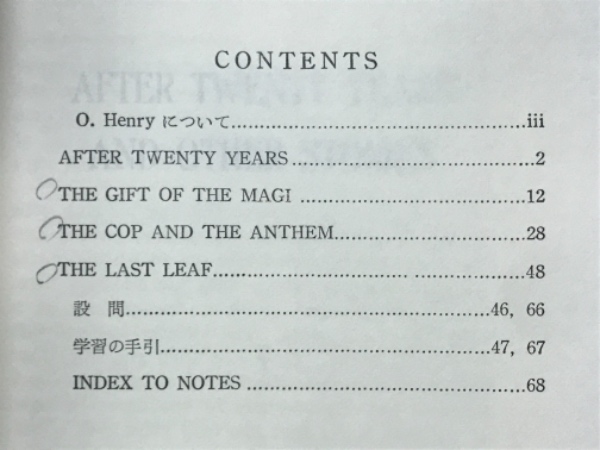 CONTENTS
O. Henry について..............................iii
AFTER TWENTY YEARS..............................2
THE GIFT OF THE MAGI ..............................12
THE COP AND THE ANTHEM..............................28
THE LAST LEAF..............................48
設 問..............................46, 66
学習の手引..............................47, 67
INDEX TO NOTES ..............................68